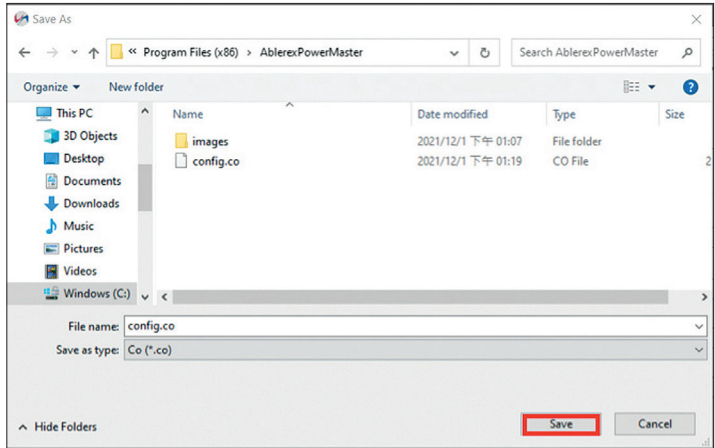 Save As
« Program Files (x86) › AblerexPowerMaster
Search AblerexPowerMaster
Organize
New folder
Name
Date modified
Type
Size
images
2021/12/1 下午 01:07
File folder
config.co
2021/12/1 下午 01:19
CO File
2
This PC
3D Objects
Desktop
Documents
Downloads
Music
Pictures
Videos
Windows (C:)
File name: config.co
Save as type: Co (*.co)
Hide Folders
Save
Cancel